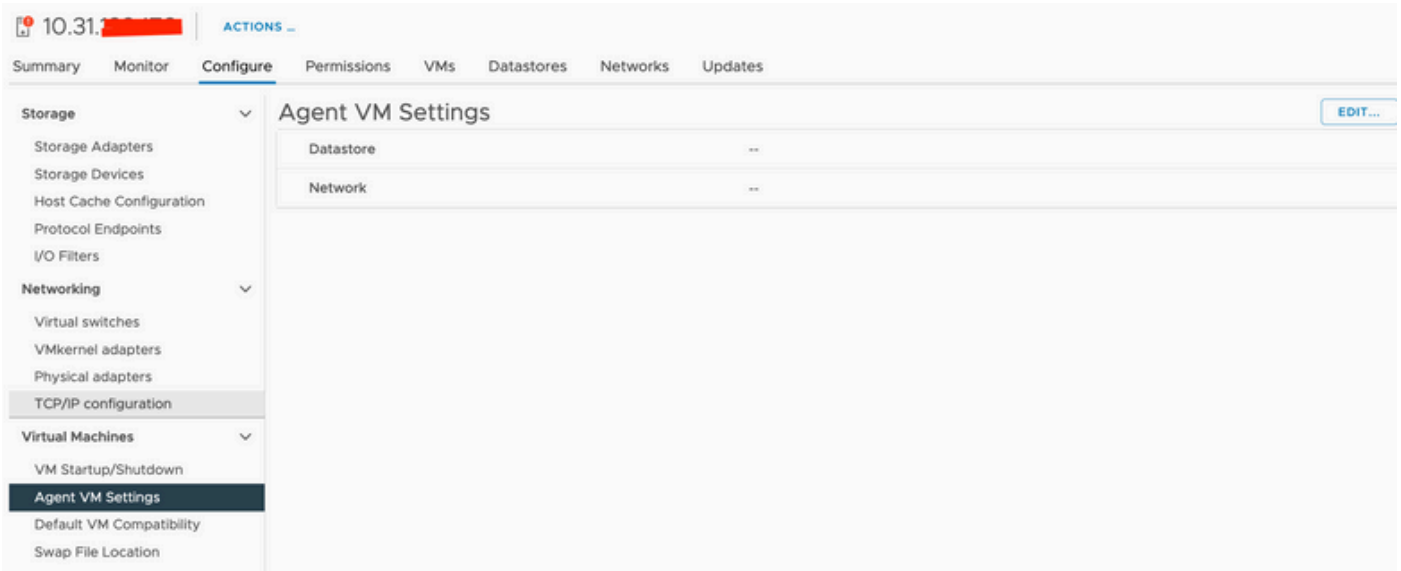 10.31. ACTIONS
Summary Monitor Configure Permissions VMs Datastores Networks Updates
Storage
Storage Adapters
Storage Devices
Host Cache Configuration
Protocol Endpoints
I/O Filters
Networking
Virtual switches
VMkernel adapters
Physical adapters
TCP/IP configuration
Virtual Machines
VM Startup/Shutdown
Agent VM Settings
Default VM Compatibility
Swap File Location
Agent VM Settings EDIT...
Datastore --
Network --